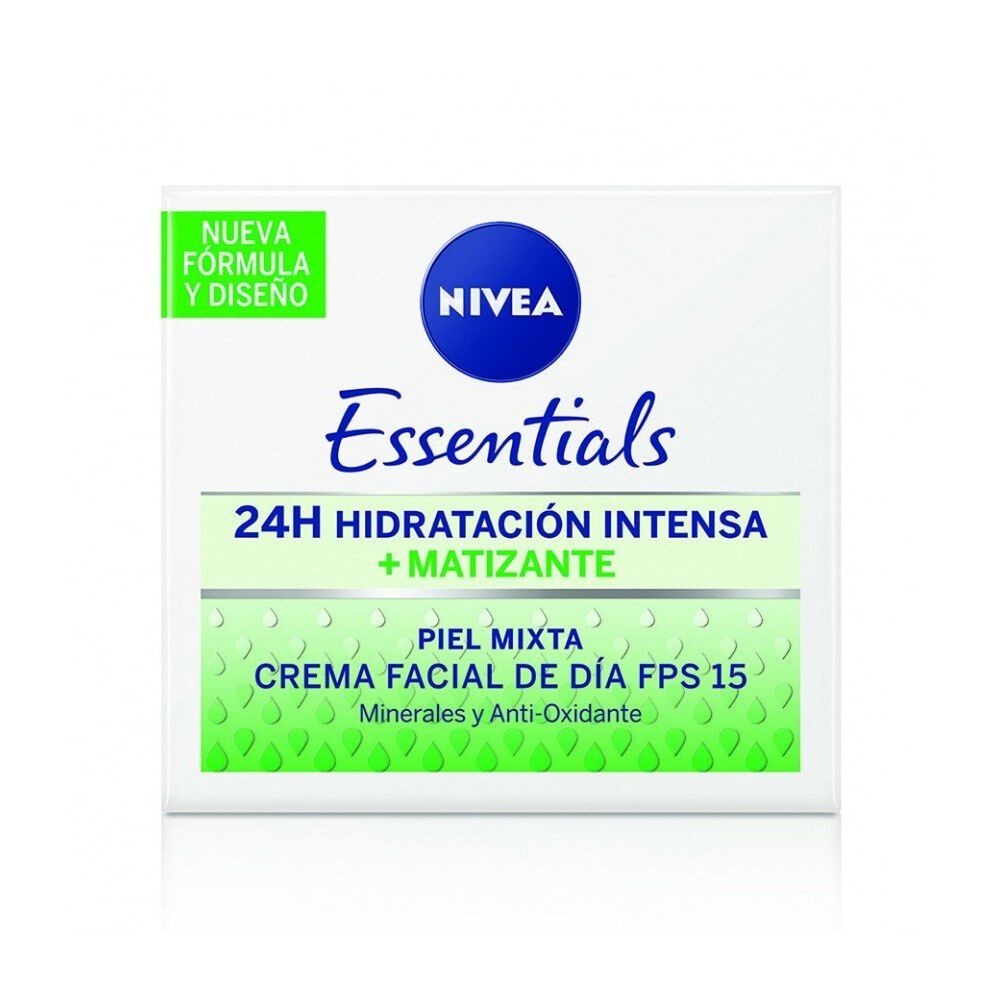 NUEVA
FÓRMULA
Y DISEÑO
NIVEA
Essentials
24H HIDRATACIÓN INTENSA
+MATIZANTE
PIEL MIXTA
CREMA FACIAL DE DÍA FPS 15
Minerales y Anti-Oxidante